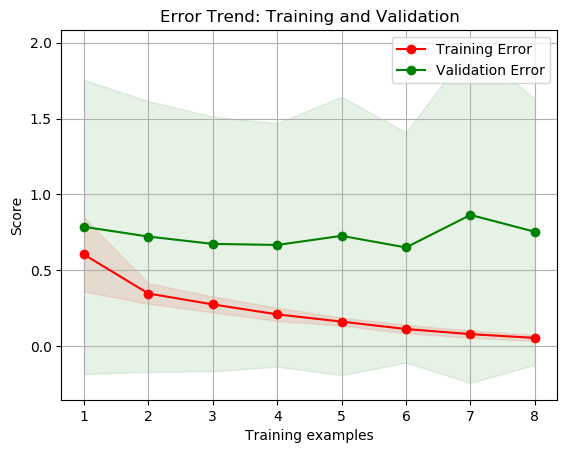 Error Trend: Training and Validation
2.0
1.5
1.0
0.5
0.0
Score
Training Error
Validation Error
1 2 3 4 5 6 7 8
Training examples